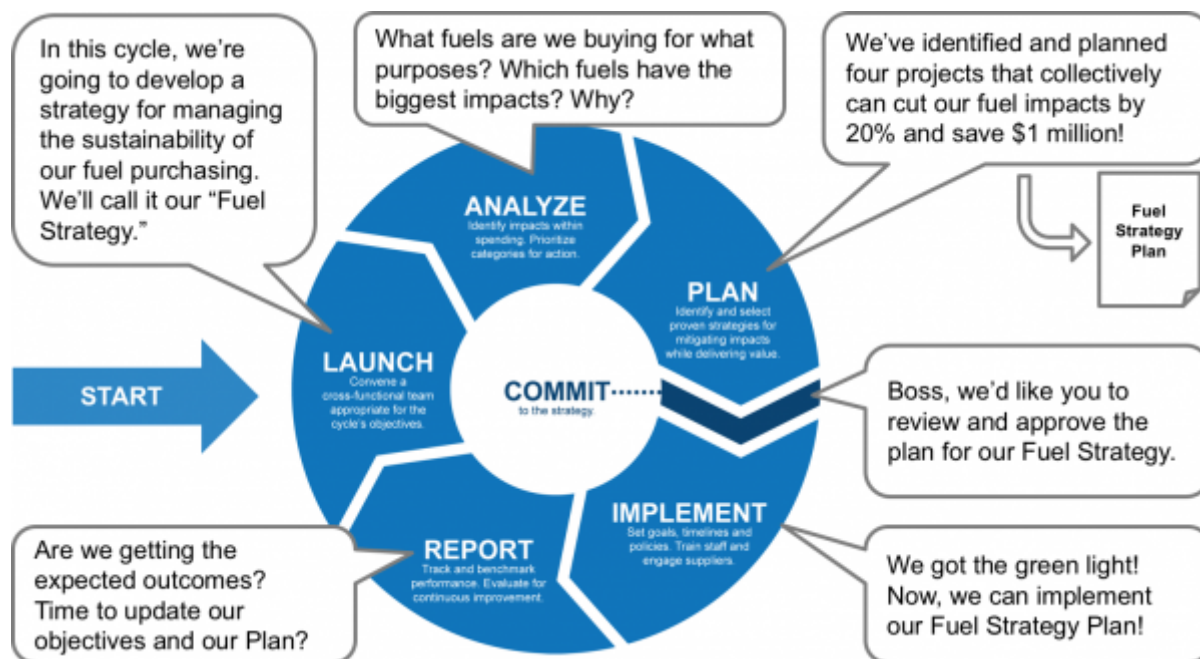 In this cycle, we’re
going to develop a
strategy for managing
the sustainability of
our fuel purchasing.
We’ll call it our “Fuel
Strategy.”
What fuels are we buying for what
purposes? Which fuels have the
biggest impacts? Why?
We’ve identified and planned
four projects that collectively
can cut our fuel impacts by
20% and save $1 million!
Fuel
Strategy
Plan
START
LAUNCH
Convene a
cross-functional team
appropriate for the
cycle’s objectives.
ANALYZE
Identify impacts within
spending. Prioritize
categories for action.
PLAN
Identify and select
proven strategies for
mitigating impacts
while delivering value.
COMMIT
to the strategy.
Boss, we’d like you to
review and approve the
plan for our Fuel Strategy.
IMPLEMENT
Set goals, timelines and
policies. Train staff and
engage suppliers.
We got the green light!
Now, we can implement
our Fuel Strategy Plan!
REPORT
Track and benchmark
performance. Evaluate for
continuous improvement.
Are we getting the
expected outcomes?
Time to update our
objectives and our Plan?